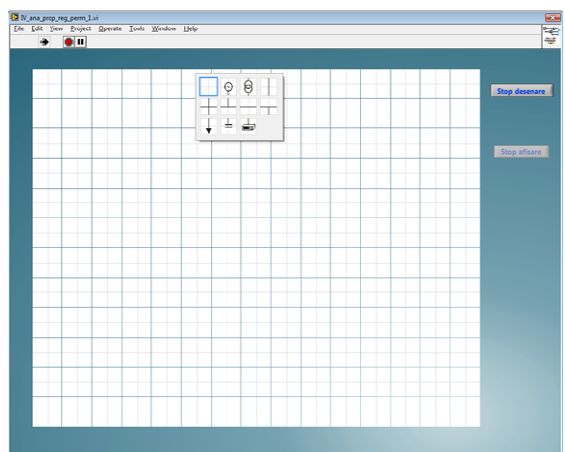 IV_ana_prcp_reg_perm_1.vi
File Edit View Project Operate Tools Window Help
Stop desenare
Stop afisare